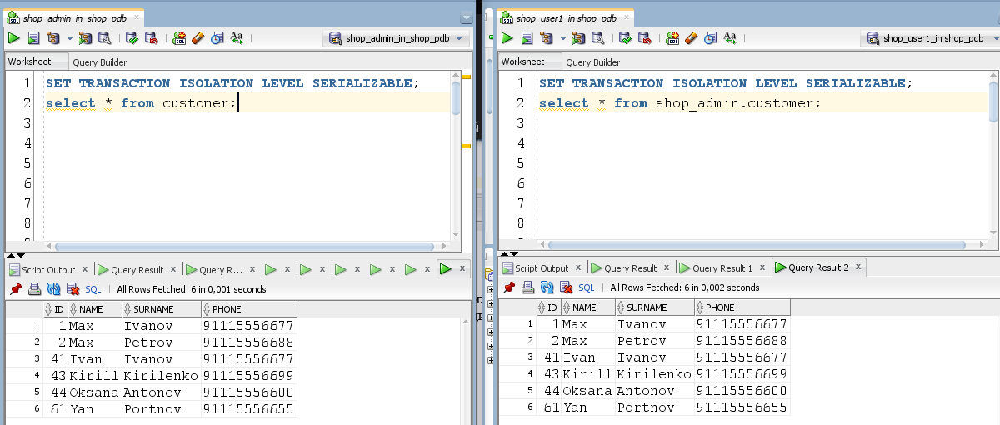 shop_admin_in_shop_pdb
shop_admin_in_shop_pdb
Worksheet Query Builder
1 SET TRANSACTION ISOLATION LEVEL SERIALIZABLE;
2 select * from customer;
3
4
5
6
7
8
Script Output x Query Result x Query R... x x x x x x x
SQL All Rows Fetched: 6 in 0,001 seconds
ID NAME SURNAME PHONE
1 1 Max Ivanov 91115556677
2 2 Max Petrov 91115556688
3 41 Ivan Ivanov 91115556677
4 43 Kirill Kirilenko 91115556699
5 44 Oksana Antonov 91115556600
6 61 Yan Portnov 91115556655
shop_user1_in shop_pdb
shop_user1_in shop_pdb
Worksheet Query Builder
1 SET TRANSACTION ISOLATION LEVEL SERIALIZABLE;
2 select * from shop_admin.customer;
3
4
5
6
7
8
Script Output x Query Result x Query Result 1 x Query Result 2 x
SQL All Rows Fetched: 6 in 0,002 seconds
ID NAME SURNAME PHONE
1 1 Max Ivanov 91115556677
2 2 Max Petrov 91115556688
3 41 Ivan Ivanov 91115556677
4 43 Kirill Kirilenko 91115556699
5 44 Oksana Antonov 91115556600
6 61 Yan Portnov 91115556655